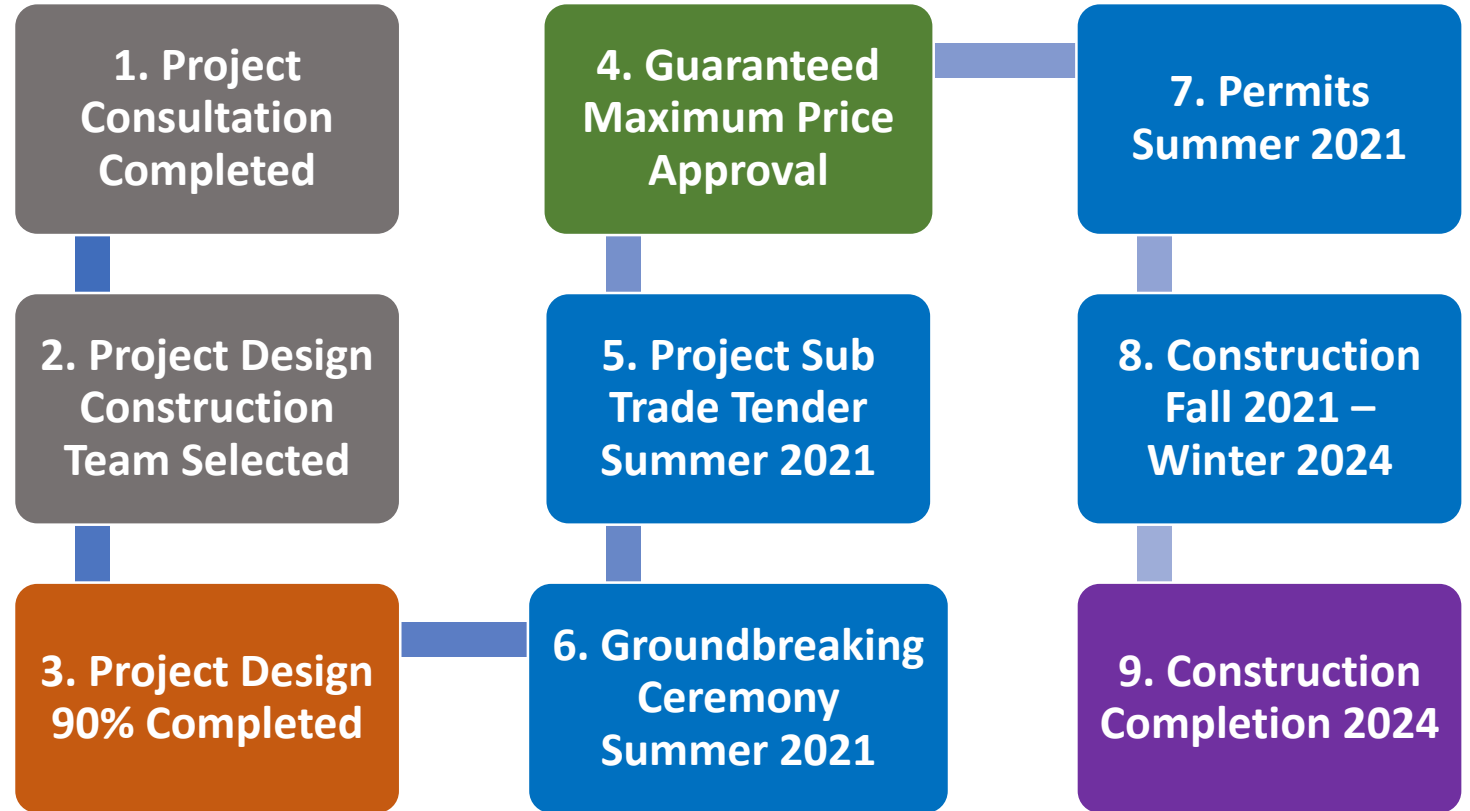 1. Project
Consultation
Completed
2. Project Design
Construction
Team Selected
3. Project Design
90% Completed
4. Guaranteed
Maximum Price
Approval
5. Project Sub
Trade Tender
Summer 2021
6. Groundbreaking
Ceremony
Summer 2021
7. Permits
Summer 2021
8. Construction
Fall 2021 –
Winter 2024
9. Construction
Completion 2024